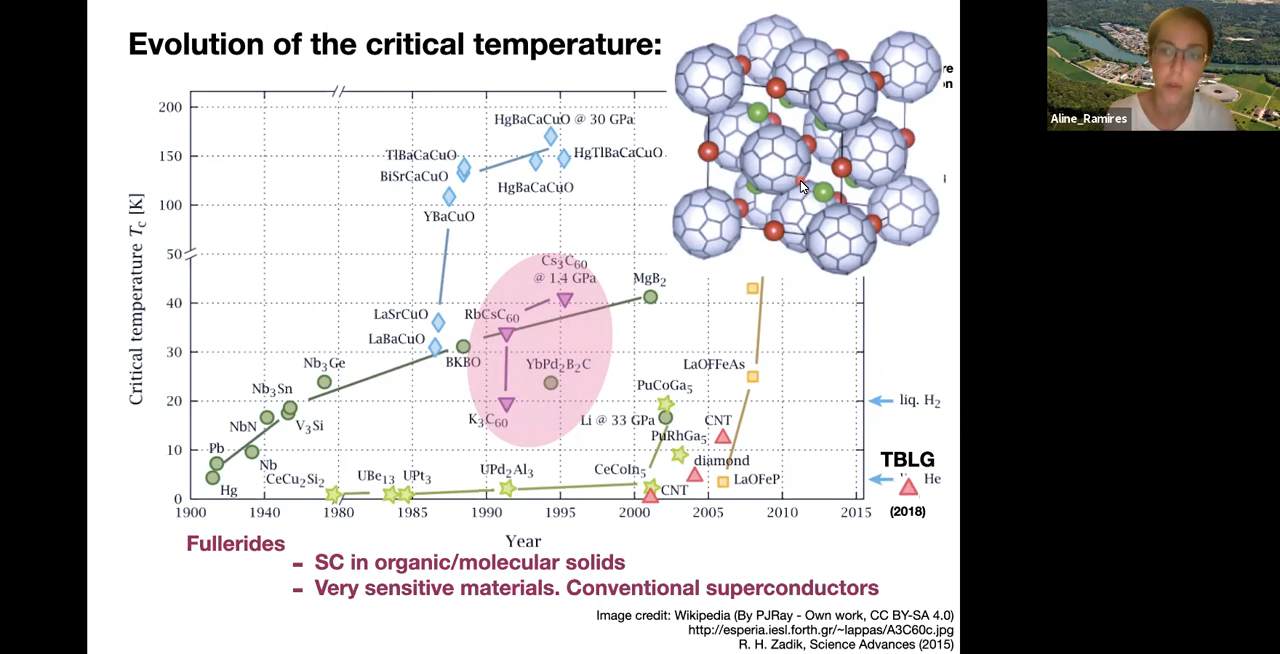 Evolution of the critical temperature:
re
on
Aline_Ramires
Critical temperature Tc [K]
200
150
100
50
40
30
20
10
0
HgBaCaCuO @ 30 GPa
TlBaCaCuO
HgTlBaCaCuO
BiSrCaCuO
HgBaCaCuO
YBaCuO
Cs3C60
@ 1.4 GPa
MgB2
LaSrCuO
RbCsC60
LaBaCuO
BKBO
YbPd2B2C
LaOFFeAs
Nb3Ge
Nb3Sn
PuCoGa5
liq. H2
NbN
V3Si
K3C60
Li @ 33 GPa
CNT
PuRhGa5
Pb
Nb
diamond
TBLG
CeCu2Si2
UBe13
UPt3
UPd2Al3
CeCoIn5
LaOFeP
He
Hg
CNT
1900
1940
1980
1985
1990
1995
2000
2005
2010
2015
(2018)
Year
Fullerides
- SC in organic/molecular solids
- Very sensitive materials. Conventional superconductors
Image credit: Wikipedia (By PJRay - Own work, CC BY-SA 4.0)
http://esperia.iesl.forth.gr/~lappas/A3C60c.jpg
R. H. Zadik, Science Advances (2015)